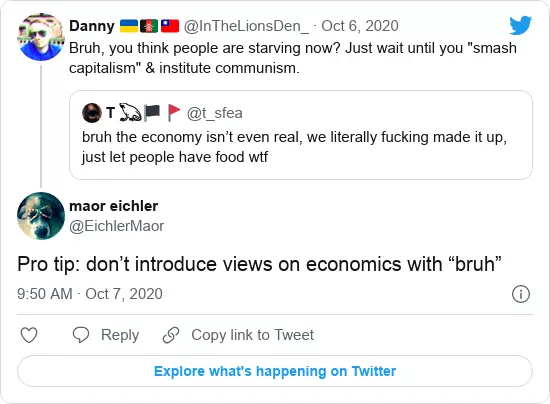 Danny 🇺🇦🇦🇫🇹🇼 @InTheLionsDen_ · Oct 6, 2020
Bruh, you think people are starving now? Just wait until you "smash
capitalism" & institute communism.
T 🦡🏴🚩 @t_sfea
bruh the economy isn’t even real, we literally fucking made it up,
just let people have food wtf
maor eichler
@EichlerMaor
Pro tip: don’t introduce views on economics with “bruh”
9:50 AM · Oct 7, 2020
Reply
Copy link to Tweet
Explore what's happening on Twitter